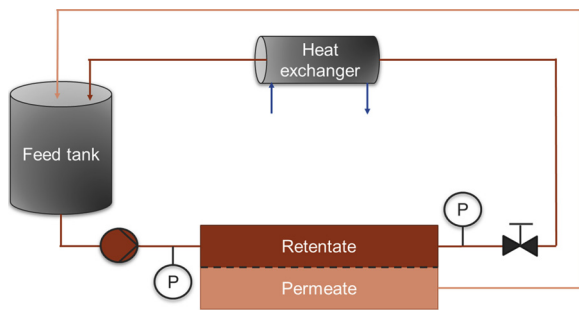 Heat
exchanger
Feed tank
P
Retentate
P
Permeate